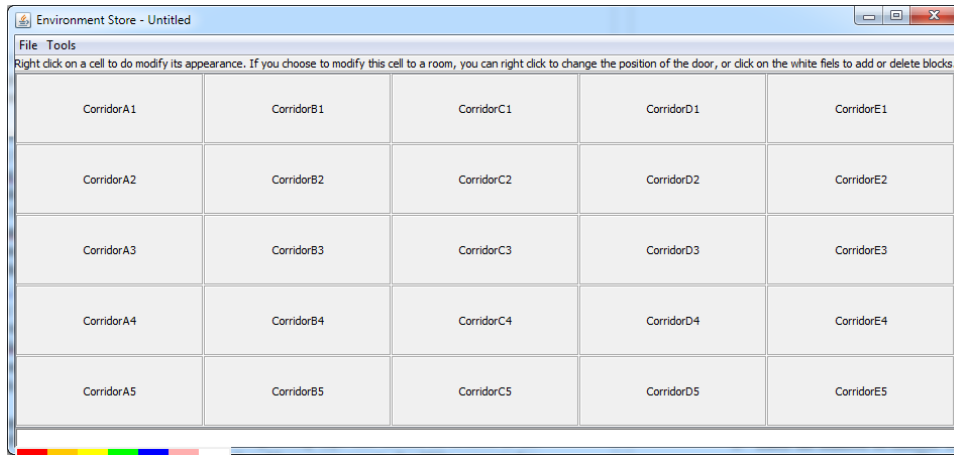 Environment Store - Untitled
File Tools
Right click on a cell to do modify its appearance. If you choose to modify this cell to a room, you can right click to change the position of the door, or click on the white fiels to add or delete blocks.
CorridorA1 CorridorB1 CorridorC1 CorridorD1 CorridorE1
CorridorA2 CorridorB2 CorridorC2 CorridorD2 CorridorE2
CorridorA3 CorridorB3 CorridorC3 CorridorD3 CorridorE3
CorridorA4 CorridorB4 CorridorC4 CorridorD4 CorridorE4
CorridorA5 CorridorB5 CorridorC5 CorridorD5 CorridorE5